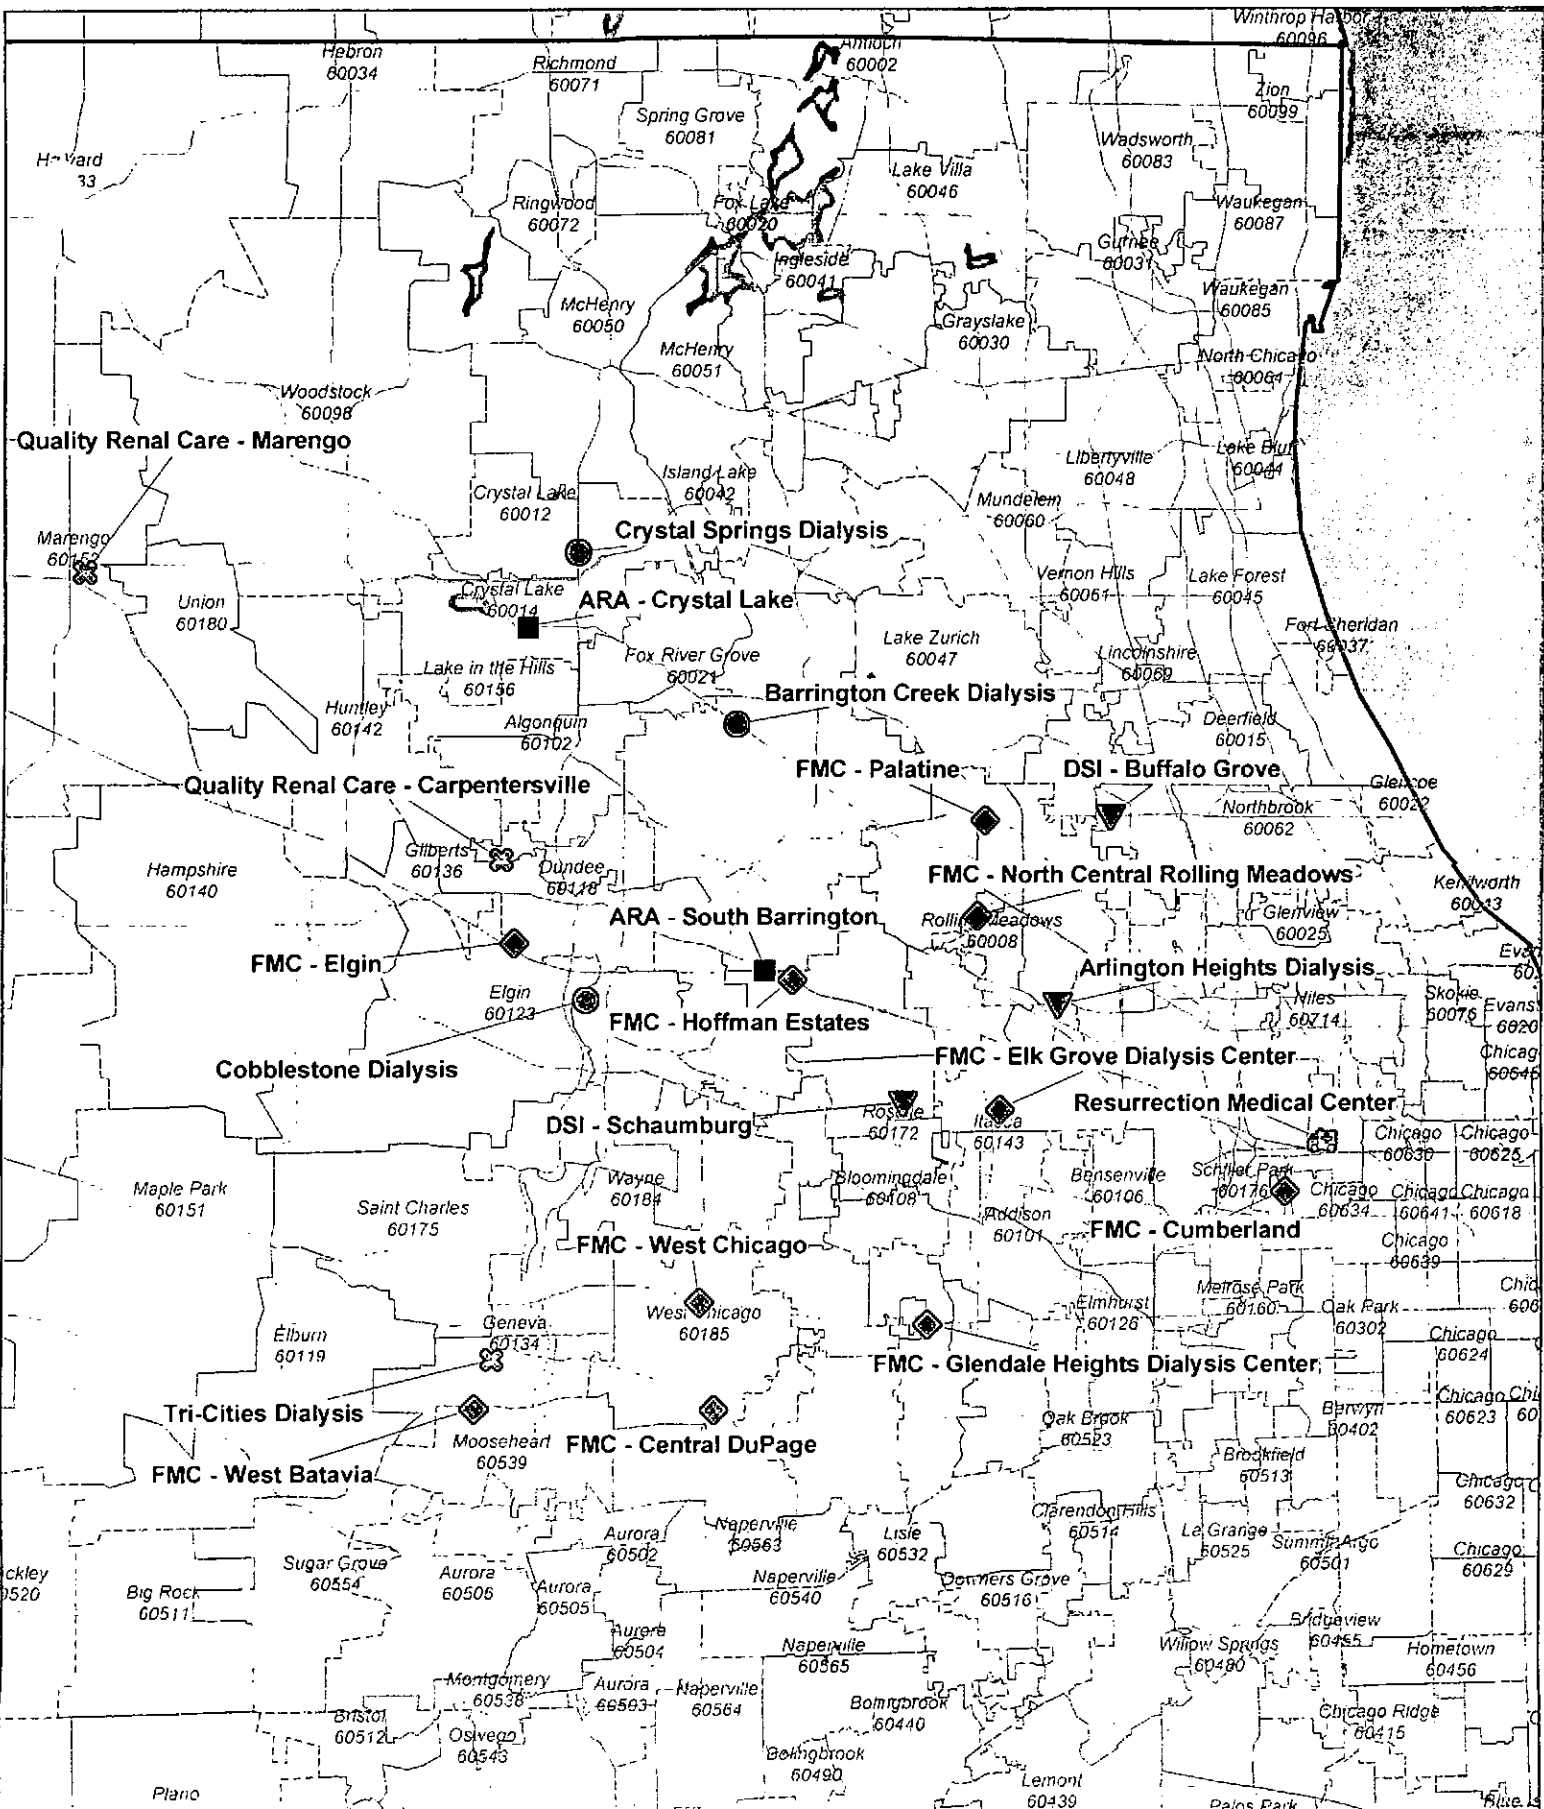 Winthrop Harbor
60096
Hebron
60034
Richmond
60071
Antioch
60002
Zion
60099
Spring Grove
60081
Wadsworth
60083
33
Lake Villa
60046
Ringwood
60072
Fox Lake
60020
Waukegan
60087
Gurnee
60031
Ingleside
60041
Waukegan
60085
McHenry
60050
Grayslake
60030
McHenry
60051
North Chicago
60064
Woodstock
60098
Quality Renal Care - Marengo
Lake Bluff
60044
Libertyville
60048
Island Lake
60042
Crystal Lake
60012
Mundelein
60060
Crystal Springs Dialysis
Marengo
60152
Vernon Hills
60061
Lake Forest
60045
Crystal Lake
60014
ARA - Crystal Lake
Union
60180
Fort Sheridan
60037
Lake Zurich
60047
Fox River Grove
60021
Lincolnshire
60069
Lake in the Hills
60156
Barrington Creek Dialysis
Huntley
60142
Algonquin
60102
Deerfield
60015
FMC - Palatine
DSI - Buffalo Grove
Quality Renal Care - Carpentersville
Glencoe
60022
Northbrook
60062
Gilberts
60136
Dundee
60118
Hampshire
60140
FMC - North Central Rolling Meadows
Kenilworth
60043
ARA - South Barrington
Rolling Meadows
60008
Glenview
60025
FMC - Elgin
Arlington Heights Dialysis
Elgin
60123
Niles
60714
Skokie
60076
Evans
6020
FMC - Hoffman Estates
Cobblestone Dialysis
FMC - Elk Grove Dialysis Center
Chicag
60646
DSI - Schaumburg
Roselle
60172
Itasca
60143
Resurrection Medical Center
Chicago
60630
Chicago
60625
Maple Park
60151
Saint Charles
60175
Wayne
60184
Bloomingdale
60108
Bensenville
60106
Schiller Park
60176
Chicago
60634
Chicago
60641
Chicago
60618
Addison
60101
FMC - Cumberland
FMC - West Chicago
Chicago
60639
West Chicago
60185
Elmhurst
60126
Melrose Park
60160
Oak Park
60302
Chic
606
Elburn
60119
Geneva
60134
Chicago
60624
FMC - Glendale Heights Dialysis Center
Tri-Cities Dialysis
Oak Brook
60523
Berwyn
60402
Chicago
60623
Chi
60
Mooseheart
60539
FMC - Central DuPage
FMC - West Batavia
Brookfield
60513
Chicago
60632
Clarendon Hills
60514
Aurora
60502
Naperville
60563
Lisle
60532
La Grange
60525
Summit Argo
60501
Chicago
60629
ckley
0520
Big Rock
60511
Sugar Grove
60554
Aurora
60506
Aurora
60505
Naperville
60540
Downers Grove
60516
Aurora
60504
Naperville
60565
Bridgeview
60455
Willow Springs
60480
Hometown
60456
Montgomery
60538
Aurora
60503
Naperville
60564
Bolingbrook
60440
Bristol
60512
Oswego
60543
Chicago Ridge
60415
Bolingbrook
60490
Plano
Lemont
60439
Palos Park